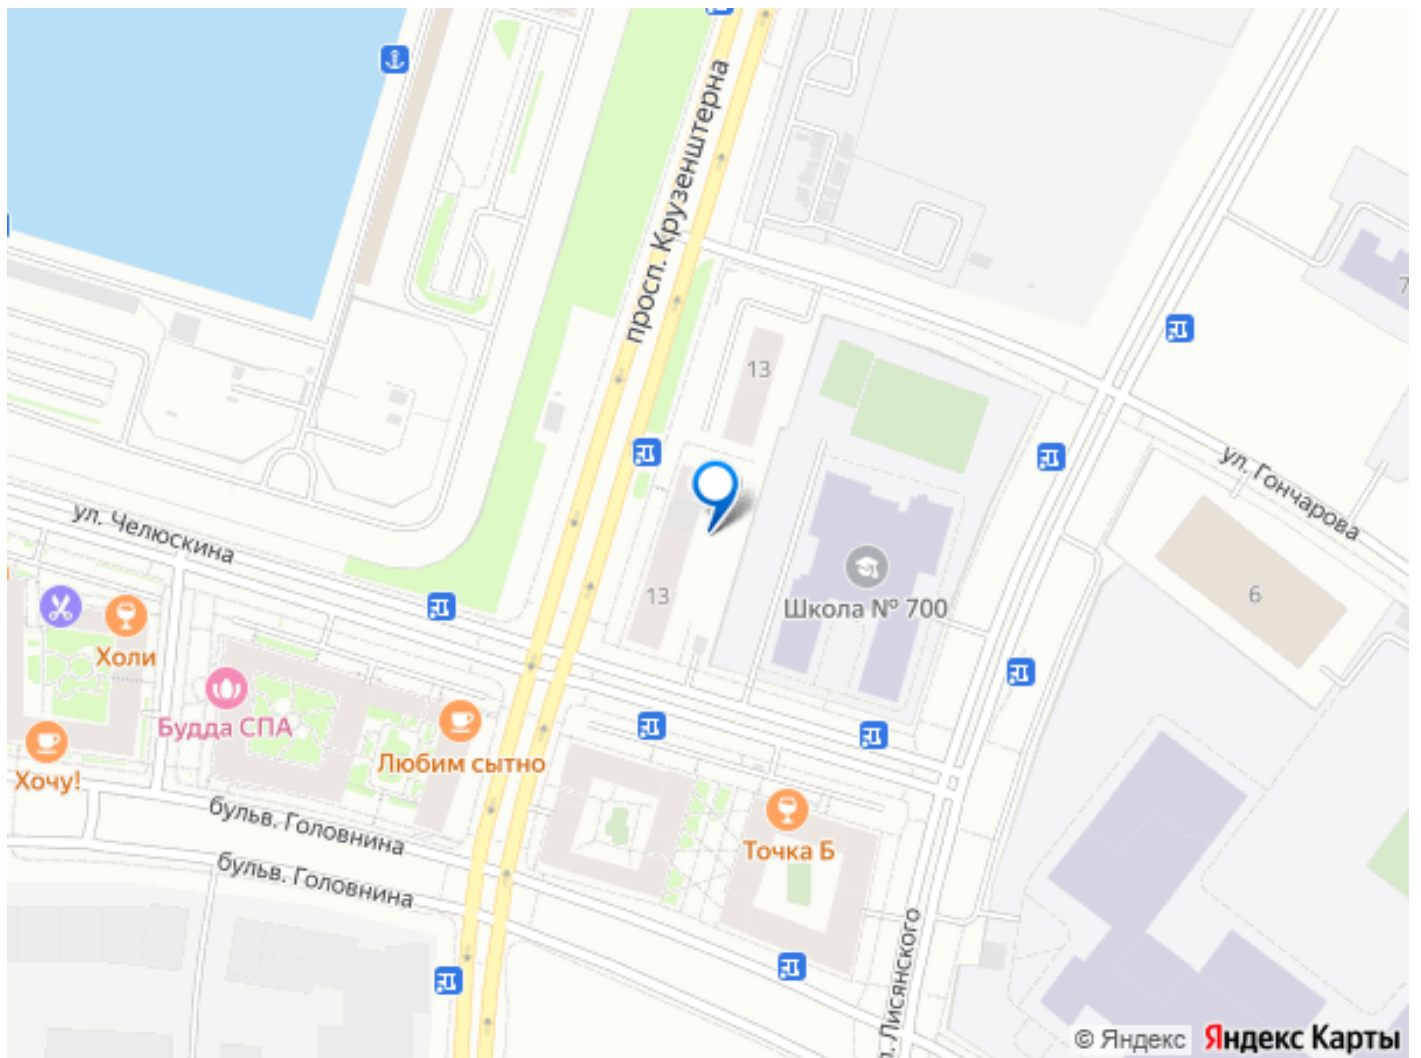 просп. Крузенштерна
13
7
ул. Гончарова
ул. Челюскина
13
Школа № 700
6
Холи
Будда СПА
Любим сытно
Хочу!
бульв. Головнина
Точка Б
бульв. Головнина
л. Лисянского
© Яндекс Яндекс Карты